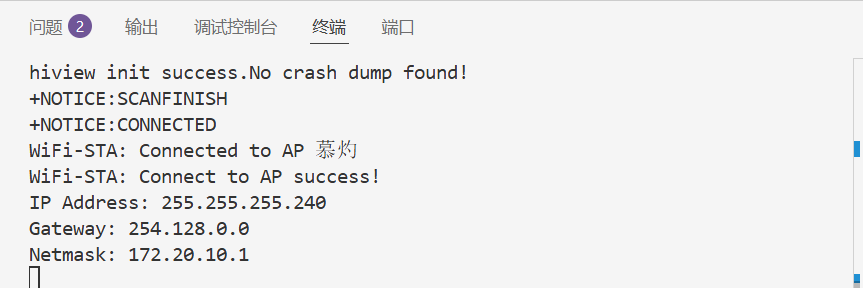 问题 2 输出 调试控制台 终端 端口
hiview init success.No crash dump found!
+NOTICE:SCANFINISH
+NOTICE:CONNECTED
WiFi-STA: Connected to AP 慕灼
WiFi-STA: Connect to AP success!
IP Address: 255.255.255.240
Gateway: 254.128.0.0
Netmask: 172.20.10.1